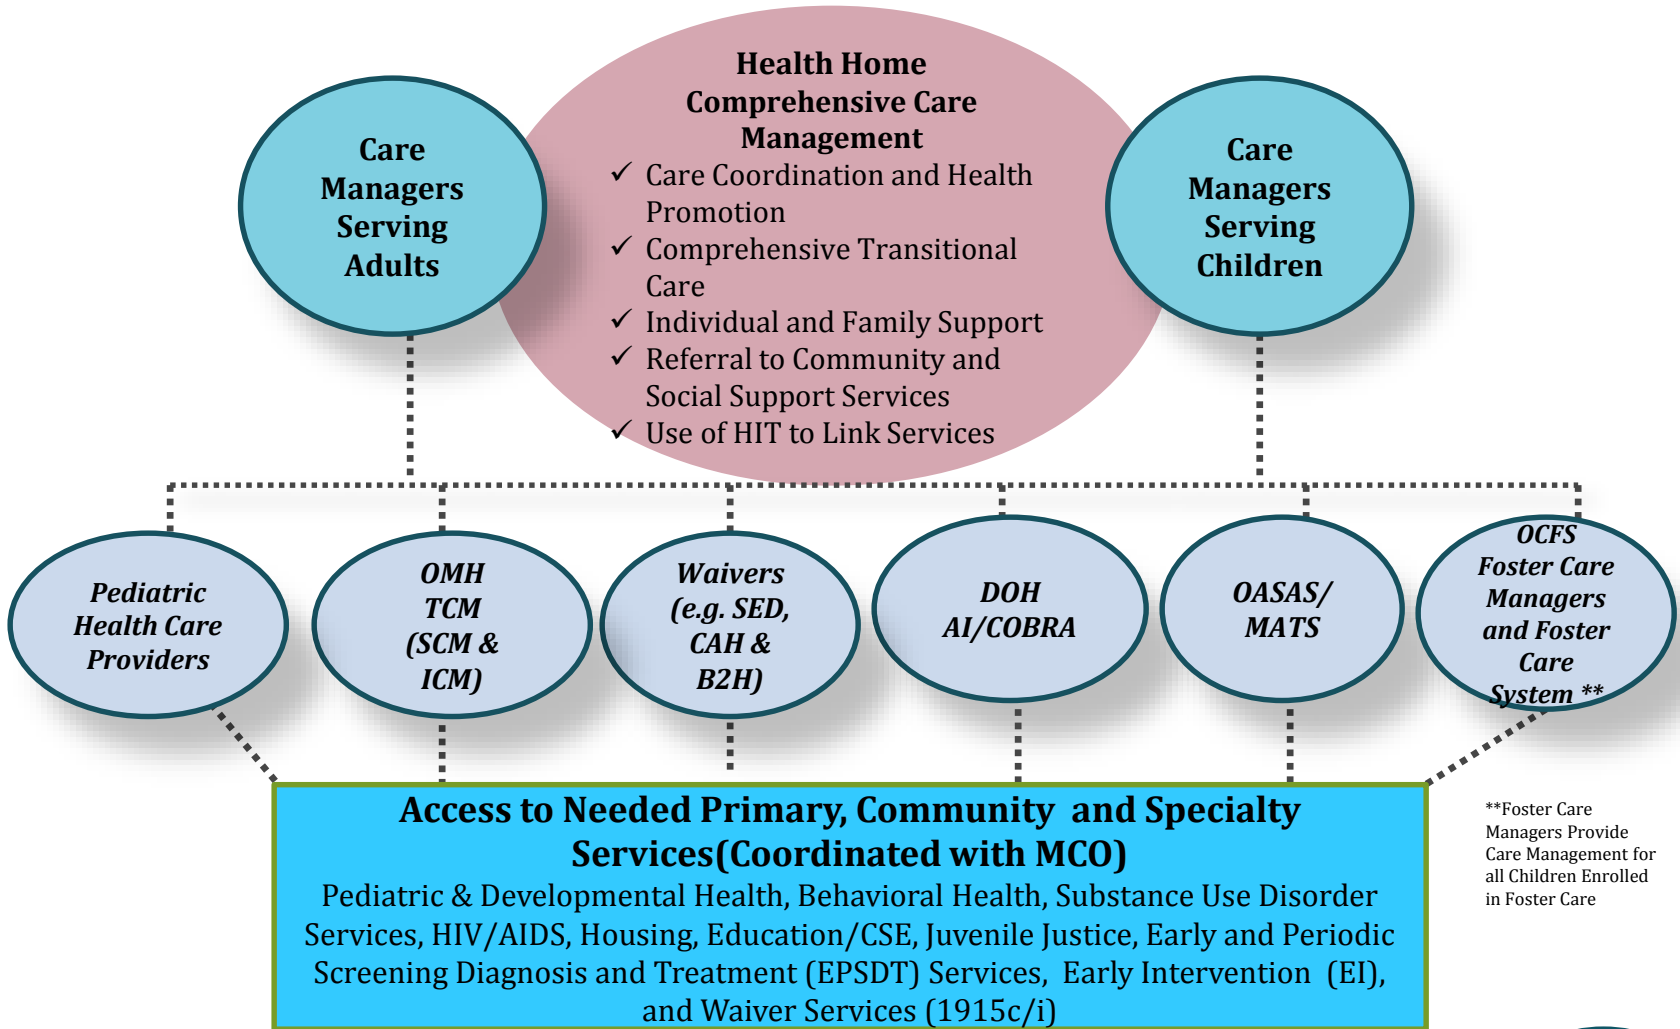 Health Home
Comprehensive Care
Management
✓ Care Coordination and Health
Promotion
✓ Comprehensive Transitional
Care
✓ Individual and Family Support
✓ Referral to Community and
Social Support Services
✓ Use of HIT to Link Services
Care
Managers
Serving
Adults
Care
Managers
Serving
Children
Pediatric
Health Care
Providers
OMH
TCM
(SCM &
ICM)
Waivers
(e.g. SED,
CAH &
B2H)
DOH
AI/COBRA
OASAS/
MATS
OCFS
Foster Care
Managers
and Foster
Care
System **
Access to Needed Primary, Community and Specialty
Services(Coordinated with MCO)
Pediatric & Developmental Health, Behavioral Health, Substance Use Disorder
Services, HIV/AIDS, Housing, Education/CSE, Juvenile Justice, Early and Periodic
Screening Diagnosis and Treatment (EPSDT) Services, Early Intervention (EI),
and Waiver Services (1915c/i)
**Foster Care
Managers Provide
Care Management for
all Children Enrolled
in Foster Care